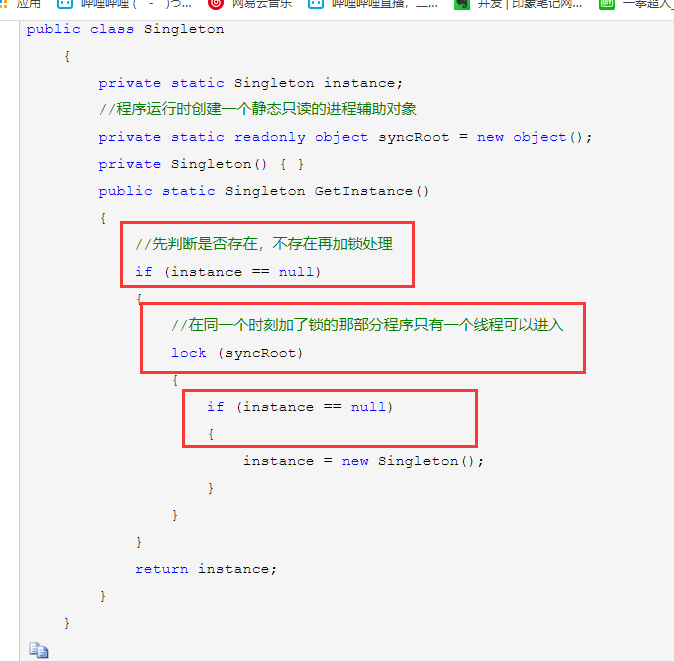 应用 哔哩哔哩 ( ゜- ゜)つ... 网易云音乐 哔哩哔哩直播，二... 开发 | 印象笔记网... 一拳超人
public class Singleton
{
private static Singleton instance;
//程序运行时创建一个静态只读的进程辅助对象
private static readonly object syncRoot = new object();
private Singleton() { }
public static Singleton GetInstance()
{
//先判断是否存在，不存在再加锁处理
if (instance == null)
{
//在同一个时刻加了锁的那部分程序只有一个线程可以进入
lock (syncRoot)
{
if (instance == null)
{
instance = new Singleton();
}
}
}
return instance;
}
}